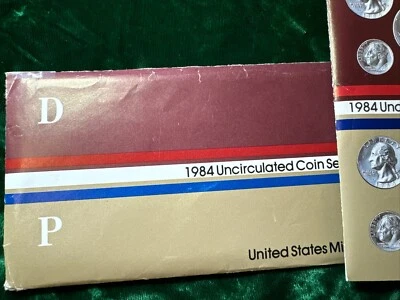 D
1984 Uncirculated Coin Se
P
United States Mi
1984 Unc